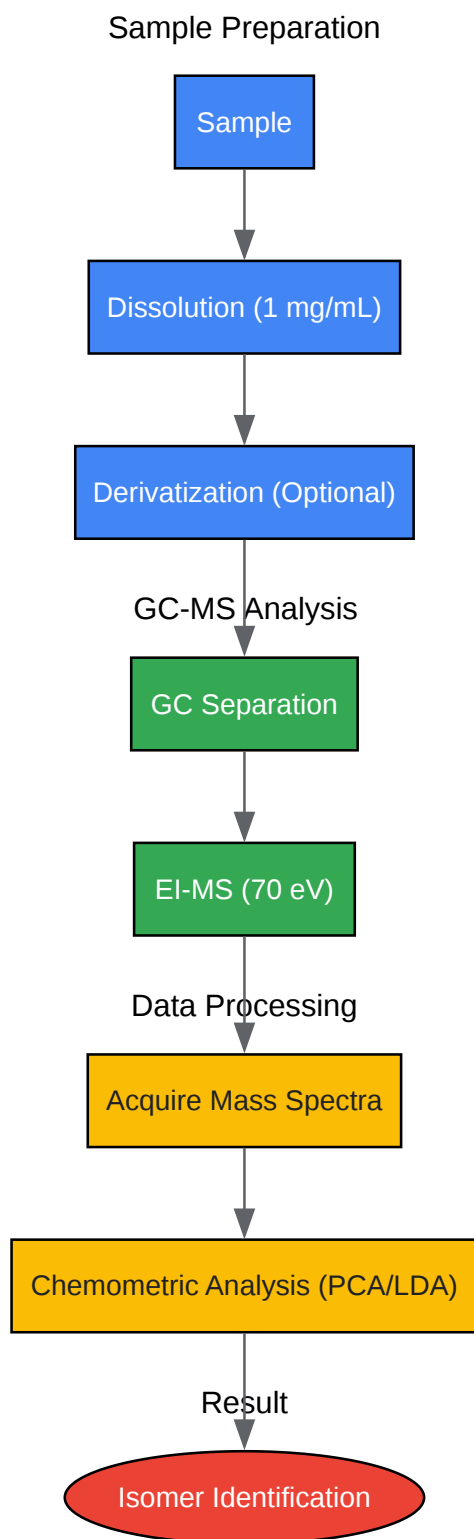 Sample Preparation
Sample
Dissolution (1 mg/mL)
Derivatization (Optional)
GC-MS Analysis
GC Separation
EI-MS (70 eV)
Data Processing
Acquire Mass Spectra
Chemometric Analysis (PCA/LDA)
Result
Isomer Identification